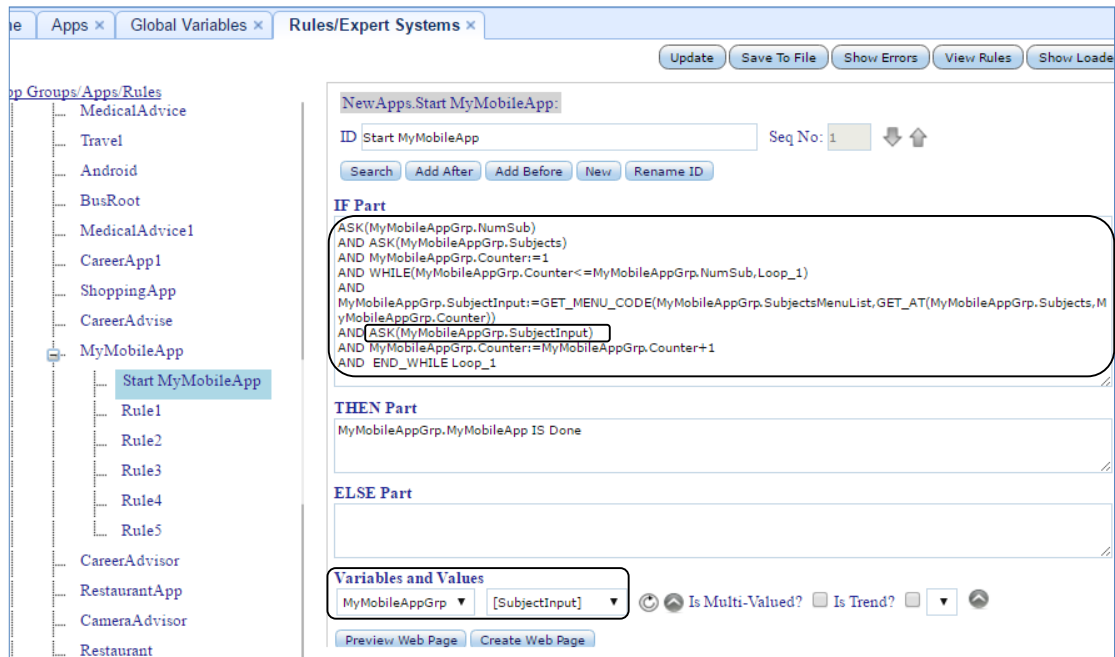 Apps × Global Variables × Rules/Expert Systems ×
Update Save To File Show Errors View Rules Show Loade
pp Groups/Apps/Rules
MedicalAdvice
Travel
Android
BusRoot
MedicalAdvice1
CareerApp1
ShoppingApp
CareerAdvise
MyMobileApp
Start MyMobileApp
Rule1
Rule2
Rule3
Rule4
Rule5
CareerAdvisor
RestaurantApp
CameraAdvisor
Restaurant
NewApps.Start MyMobileApp:
ID Start MyMobileApp Seq No: 1
Search Add After Add Before New Rename ID
IF Part
ASK(MyMobileAppGrp.NumSub)
AND ASK(MyMobileAppGrp.Subjects)
AND MyMobileAppGrp.Counter:=1
AND WHILE(MyMobileAppGrp.Counter<=MyMobileAppGrp.NumSub,Loop_1)
AND
MyMobileAppGrp.SubjectInput:=GET_MENU_CODE(MyMobileAppGrp.SubjectsMenuList,GET_AT(MyMobileAppGrp.Subjects,M
yMobileAppGrp.Counter))
AND ASK(MyMobileAppGrp.SubjectInput)
AND MyMobileAppGrp.Counter:=MyMobileAppGrp.Counter+1
AND END_WHILE Loop_1
THEN Part
MyMobileAppGrp.MyMobileApp IS Done
ELSE Part
Variables and Values
MyMobileAppGrp [SubjectInput] Is Multi-Valued? Is Trend?
Preview Web Page Create Web Page